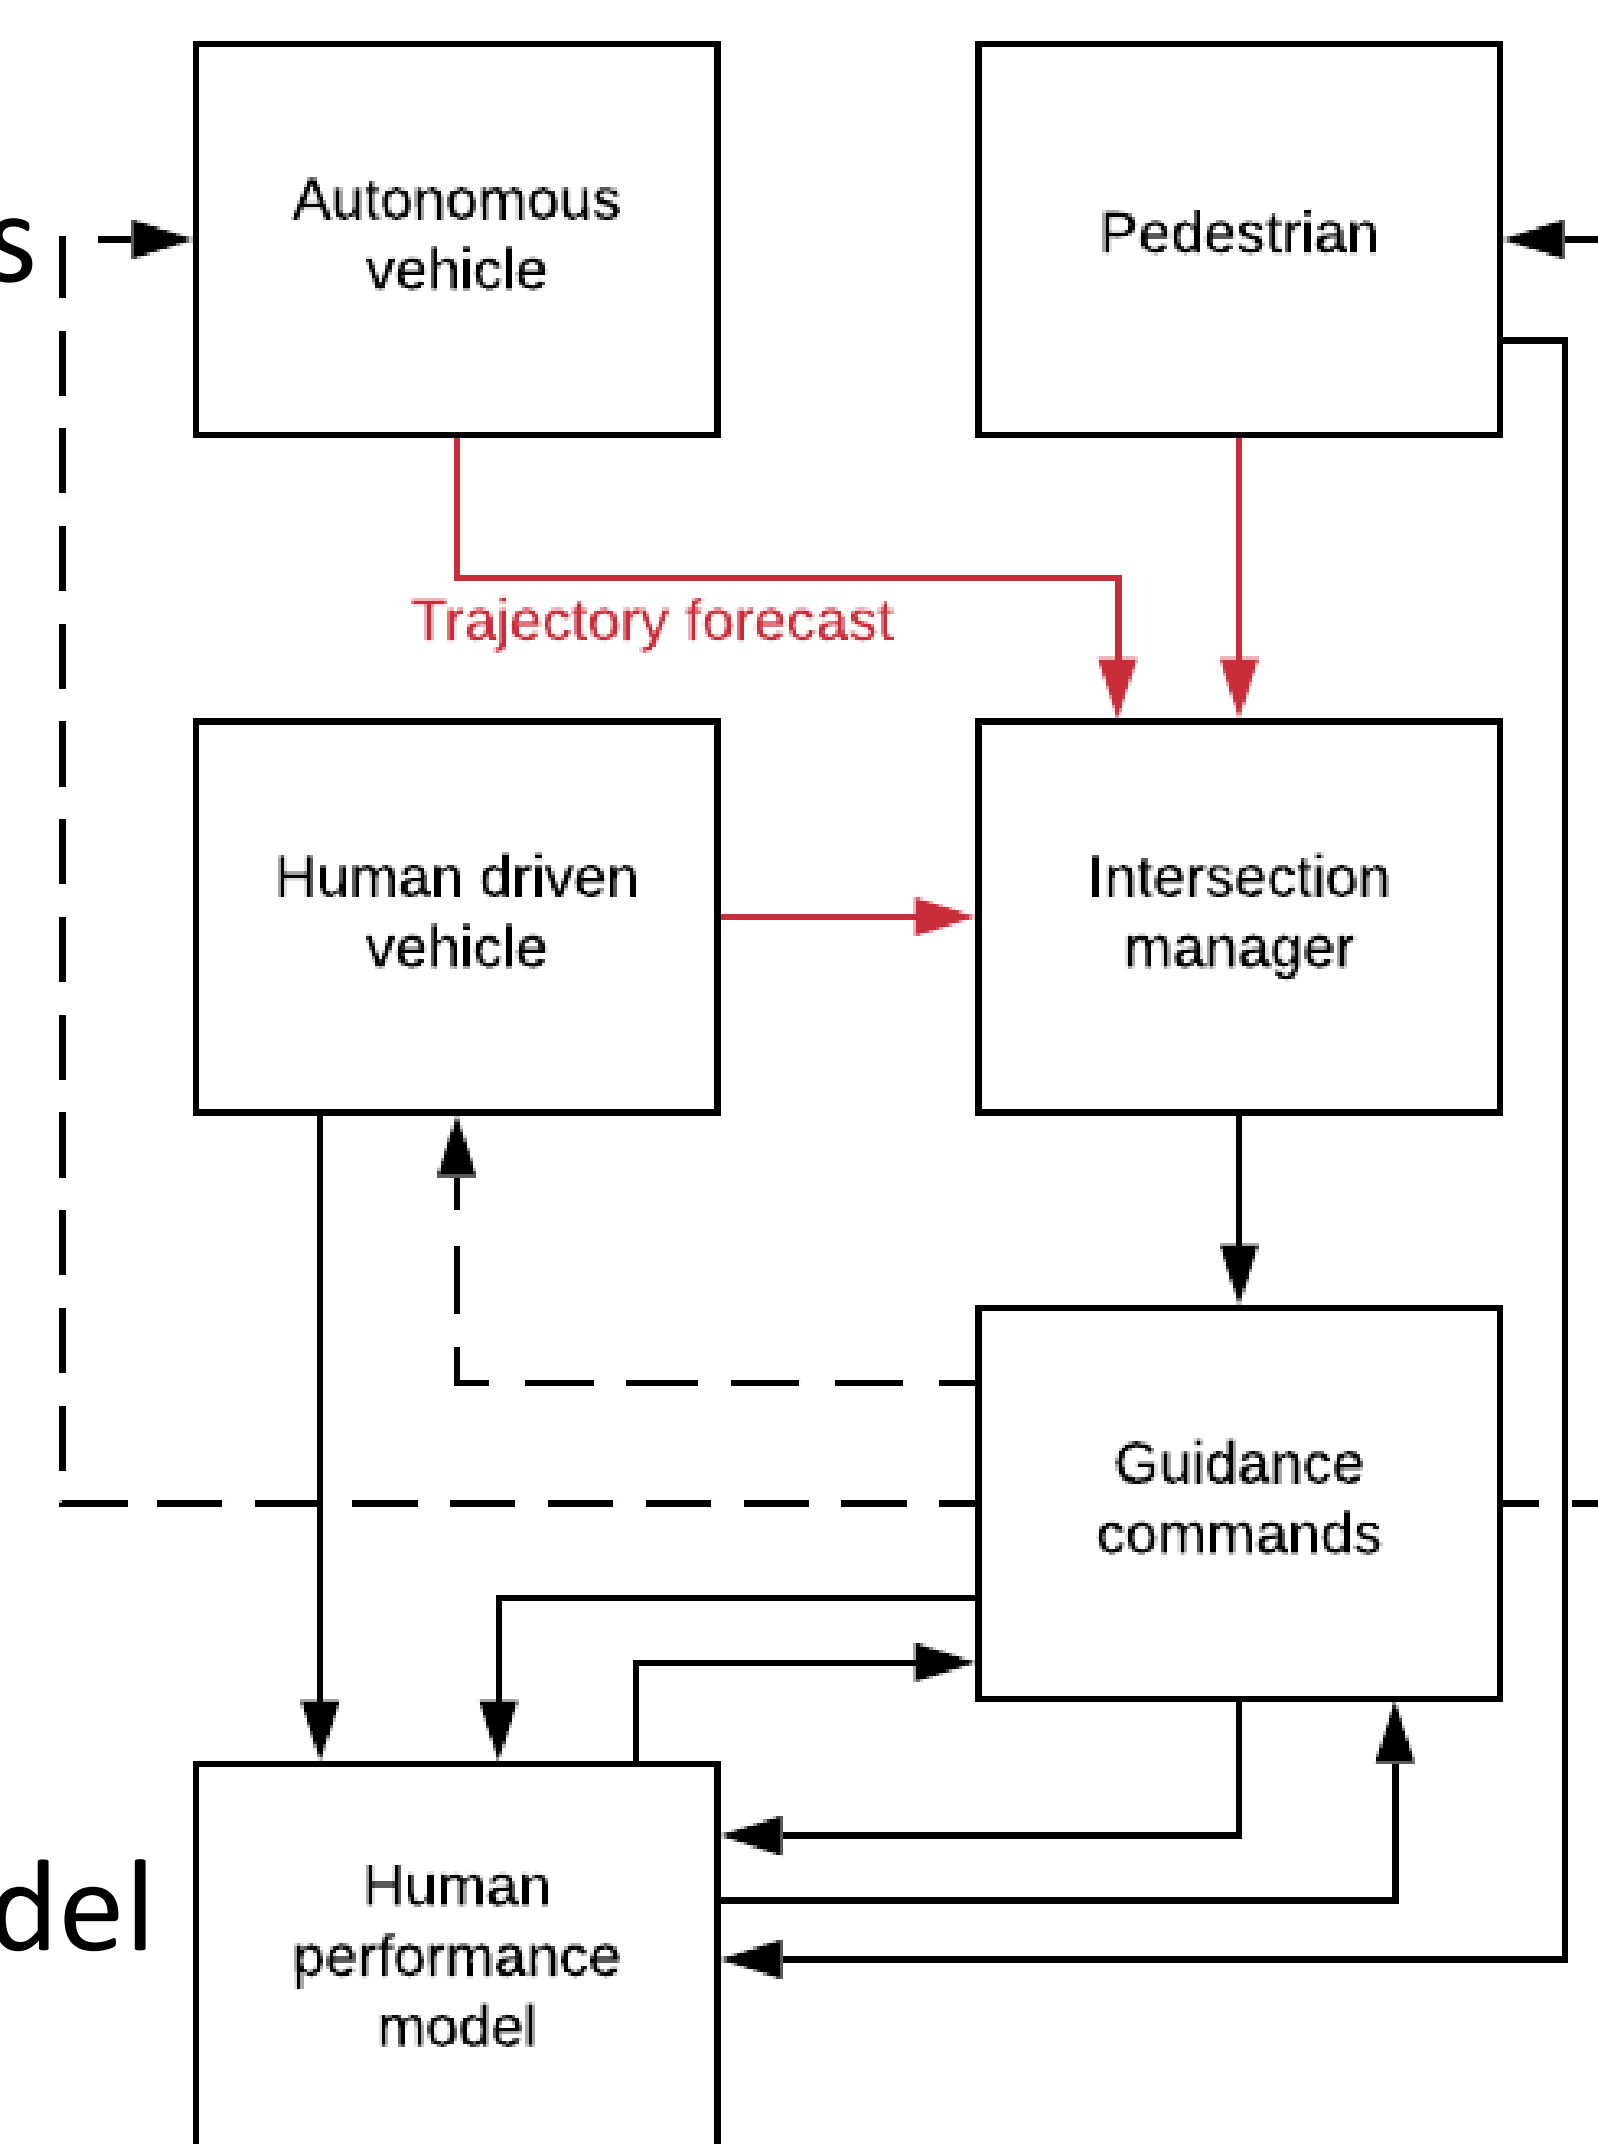 Autonomous
vehicle
Pedestrian
s
Trajectory forecast
Human driven
vehicle
Intersection
manager
Guidance
commands
del
Human
performance
model